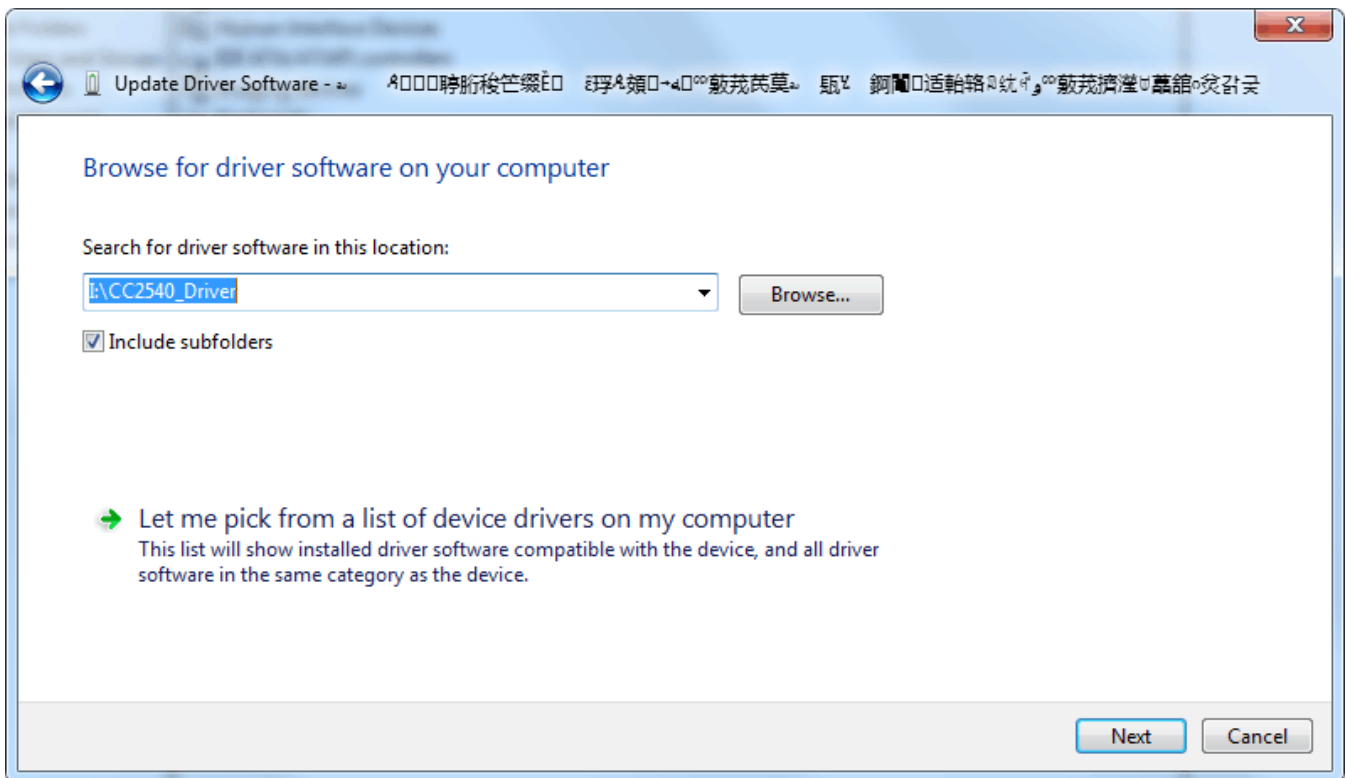 Update Driver Software -
Browse for driver software on your computer
Search for driver software in this location:
I:\CC2540_Driver
Browse...
Include subfolders
Let me pick from a list of device drivers on my computer
This list will show installed driver software compatible with the device, and all driver
software in the same category as the device.
Next
Cancel